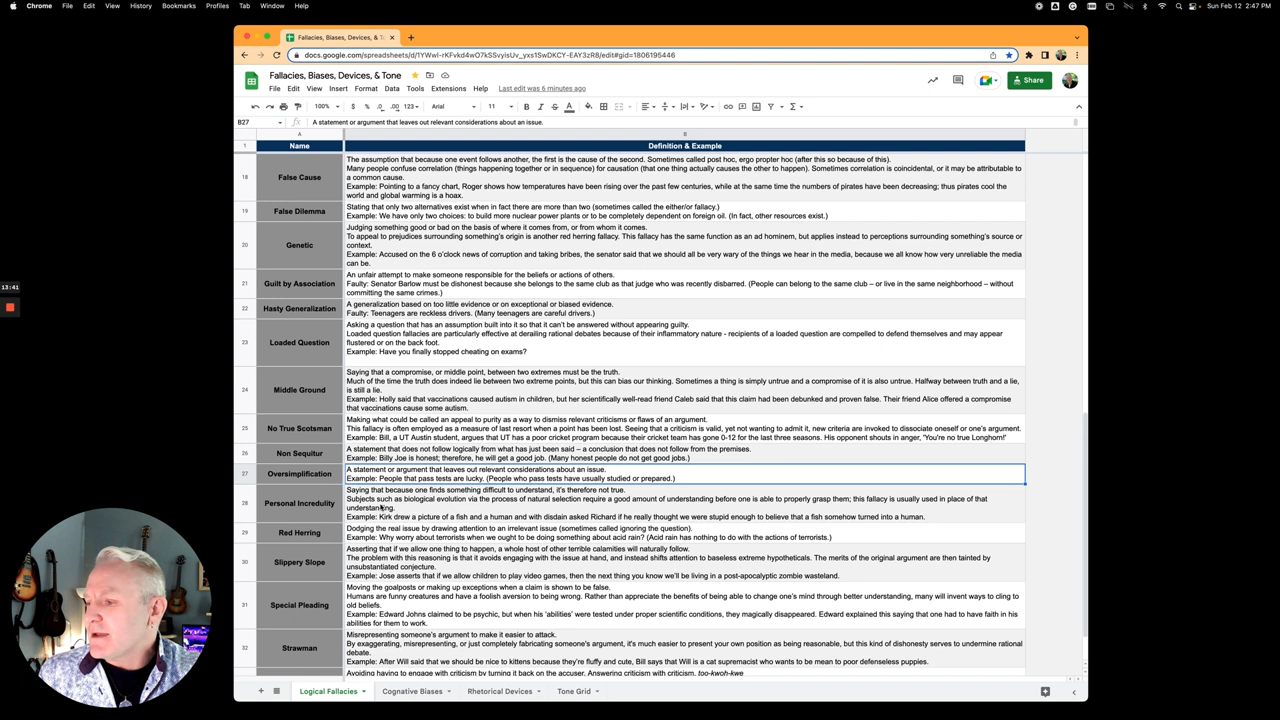 Chrome File Edit View History Bookmarks Profiles Tab Window Help
Sun Feb 12 2:47 PM
Fallacies, Biases, Devices, & To
docs.google.com/spreadsheets/d/1YWwI-rKFvkd4wO7kSSvyisUv_yxs1SwDKCY-EAY3zR8/edit#gid=1806195446
Fallacies, Biases, Devices, & Tone
Share
File Edit View Insert Format Data Tools Extensions Help Last edit was 6 minutes ago
100% $ % .0 .00 123 Arial 11 B I S A
B27 fx A statement or argument that leaves out relevant considerations about an issue.
A B
1 Name Definition & Example
The assumption that because one event follows another, the first is the cause of the second. Sometimes called post hoc, ergo propter hoc (after this so because of this).
Many people confuse correlation (things happening together or in sequence) for causation (that one thing actually causes the other to happen). Sometimes correlation is coincidental, or it may be attributable to
18 False Cause
a common cause.
Example: Pointing to a fancy chart, Roger shows how temperatures have been rising over the past few centuries, while at the same time the numbers of pirates have been decreasing; thus pirates cool the
world and global warming is a hoax.
19 False Dilemma
Stating that only two alternatives exist when in fact there are more than two (sometimes called the either/or fallacy.)
Example: We have only two choices: to build more nuclear power plants or to be completely dependent on foreign oil. (In fact, other resources exist.)
Judging something good or bad on the basis of where it comes from, or from whom it comes.
To appeal to prejudices surrounding something's origin is another red herring fallacy. This fallacy has the same function as an ad hominem, but applies instead to perceptions surrounding something's source or
20 Genetic
context.
Example: Accused on the 6 o'clock news of corruption and taking bribes, the senator said that we should all be very wary of the things we hear in the media, because we all know how very unreliable the media
can be.
An unfair attempt to make someone responsible for the beliefs or actions of others.
21 Guilt by Association
Faulty: Senator Barlow must be dishonest because she belongs to the same club as that judge who was recently disbarred. (People can belong to the same club – or live in the same neighborhood – without
committing the same crimes.)
22 Hasty Generalization
A generalization based on too little evidence or on exceptional or biased evidence.
Faulty: Teenagers are reckless drivers. (Many teenagers are careful drivers.)
Asking a question that has an assumption built into it so that it can't be answered without appearing guilty.
Loaded question fallacies are particularly effective at derailing rational debates because of their inflammatory nature - recipients of a loaded question are compelled to defend themselves and may appear
23 Loaded Question
flustered or on the back foot.
Example: Have you finally stopped cheating on exams?
Saying that a compromise, or middle point, between two extremes must be the truth.
Much of the time the truth does indeed lie between two extreme points, but this can bias our thinking. Sometimes a thing is simply untrue and a compromise of it is also untrue. Halfway between truth and a lie,
24 Middle Ground
is still a lie.
Example: Holly said that vaccinations caused autism in children, but her scientifically well-read friend Caleb said that this claim had been debunked and proven false. Their friend Alice offered a compromise
that vaccinations cause some autism.
Making what could be called an appeal to purity as a way to dismiss relevant criticisms or flaws of an argument.
25 No True Scotsman
This fallacy is often employed as a measure of last resort when a point has been lost. Seeing that a criticism is valid, yet not wanting to admit it, new criteria are invoked to dissociate oneself or one's argument.
Example: Bill, a UT Austin student, argues that UT has a poor cricket program because their cricket team has gone 0-12 for the last three seasons. His opponent shouts in anger, 'You're no true Longhorn!'
26 Non Sequitur
A statement that does not follow logically from what has just been said – a conclusion that does not follow from the premises.
Example: Billy Joe is honest; therefore, he will get a good job. (Many honest people do not get good jobs.)
27 Oversimplification
A statement or argument that leaves out relevant considerations about an issue.
Example: People that pass tests are lucky. (People who pass tests have usually studied or prepared.)
Saying that because one finds something difficult to understand, it's therefore not true.
28 Personal Incredulity
Subjects such as biological evolution via the process of natural selection require a good amount of understanding before one is able to properly grasp them; this fallacy is usually used in place of that
understanding.
Example: Kirk drew a picture of a fish and a human and with disdain asked Richard if he really thought we were stupid enough to believe that a fish somehow turned into a human.
29 Red Herring
Dodging the real issue by drawing attention to an irrelevant issue (sometimes called ignoring the question).
Example: Why worry about terrorists when we ought to be doing something about acid rain? (Acid rain has nothing to do with the actions of terrorists.)
Asserting that if we allow one thing to happen, a whole host of other terrible calamities will naturally follow.
30 Slippery Slope
The problem with this reasoning is that it avoids engaging with the issue at hand, and instead shifts attention to baseless extreme hypotheticals. The merits of the original argument are then tainted by
unsubstantiated conjecture.
Example: Jose asserts that if we allow children to play video games, then the next thing you know we'll be living in a post-apocalyptic zombie wasteland.
Moving the goalposts or making up exceptions when a claim is shown to be false.
Humans are funny creatures and have a foolish aversion to being wrong. Rather than appreciate the benefits of being able to change one's mind through better understanding, many will invent ways to cling to
31 Special Pleading
old beliefs.
Example: Edward Johns claimed to be psychic, but when his 'abilities' were tested under proper scientific conditions, they magically disappeared. Edward explained this saying that one had to have faith in his
abilities for them to work.
Misrepresenting someone's argument to make it easier to attack.
32 Strawman
By exaggerating, misrepresenting, or just completely fabricating someone's argument, it's much easier to present your own position as being reasonable, but this kind of dishonesty serves to undermine rational
debate.
Example: After Will said that we should be nice to kittens because they're fluffy and cute, Bill says that Will is a cat supremacist who wants to be mean to poor defenseless puppies.
Avoiding having to engage with criticism by turning it back on the accuser. Answering criticism with criticism. too-kwoh-kwe
Logical Fallacies Cognitive Biases Rhetorical Devices Tone Grid
13:41